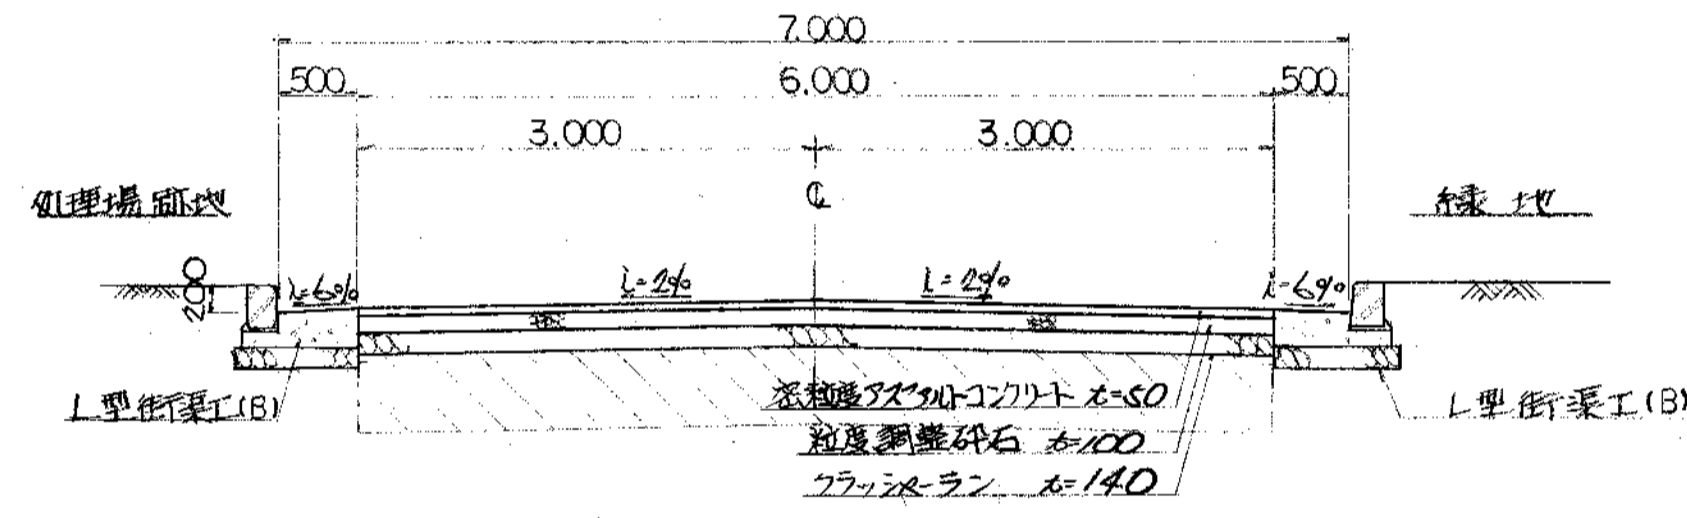 7.000
500 6.000 500
3.000 3.000
℄
処理場跡地 緑地
200 i=6% i=2% i=2% i=6%
L型街渠工(B) 密粒度アスファルトコンクリート t=50 L型街渠工(B)
粒度調整砕石 t=100
クラッシャーラン t=140